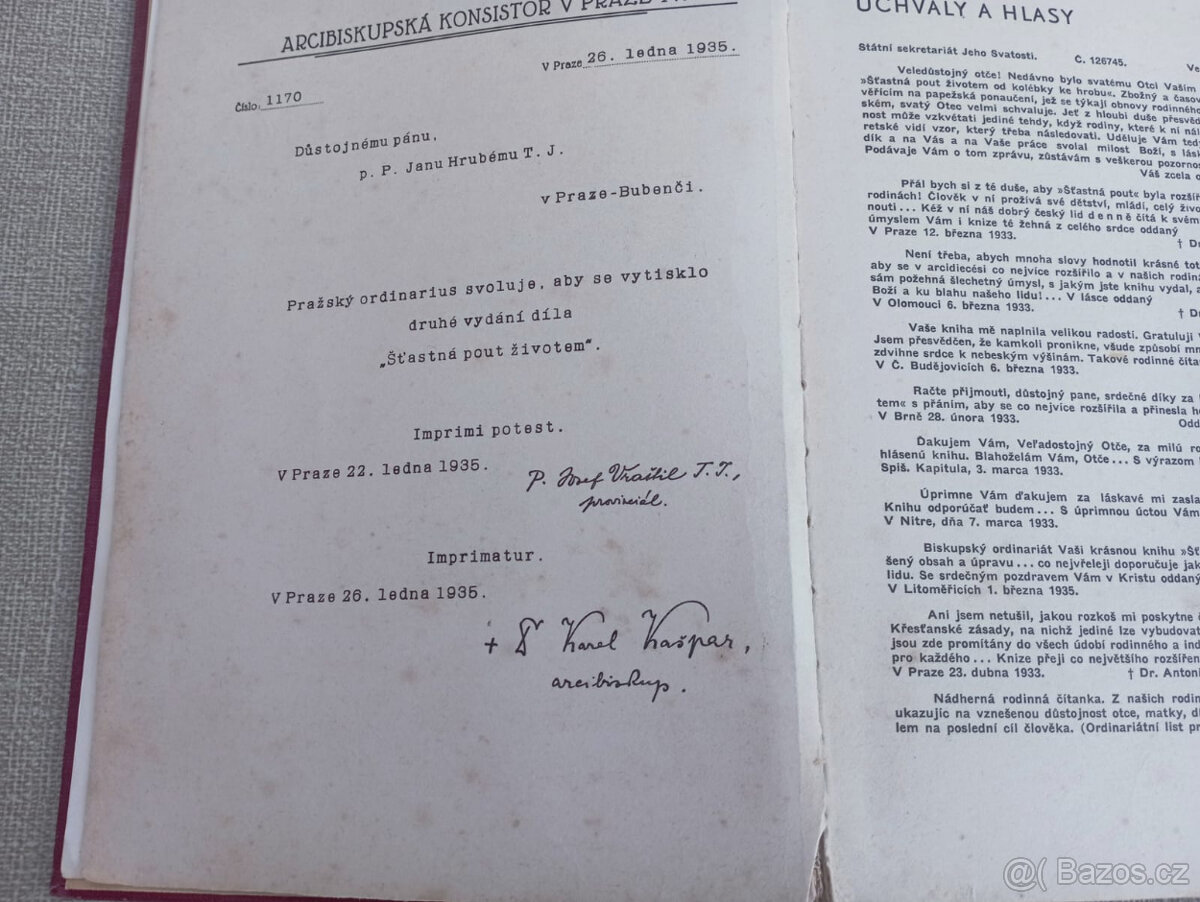 ARCIBISKUPSKÁ KONSISTOŘ V PRAZE
V Praze 26. ledna 1935.
Číslo: 1170
Důstojnému pánu,
p. P. Janu Hrubému T. J.
v Praze-Bubenči.
Pražský ordinarius svoluje, aby se vytisklo
druhé vydání díla
„Šťastná pout životem“.
Imprimi potest.
V Praze 22. ledna 1935.
P. Josef Vraštil T. J.,
provinciál.
Imprimatur.
V Praze 26. ledna 1935.
+ Dr Karel Kašpar,
arcibiskup.
UCHVALY A HLASY
Státní sekretariát Jeho Svatosti. Č. 126745. Ve
Veledůstojný otče! Nedávno bylo svatému Otci Vaším
»Šťastná pout životem od kolébky ke hrobu«. Zbožný a časov
věřícím na papežská ponaučení, jež se týkají obnovy rodinného
ském, svatý Otec velmi schvaluje. Jeť z hloubi duše přesvědč
nost může vzkvétati jediné tehdy, když rodiny, které k ní nál
retské vidí vzor, který třeba následovati. Uděluje Vám tedy
dík a na Vás a na Vaše práce svolal milost Boží, s lásk
Podávaje Vám o tom zprávu, zůstávám s veškerou pozornos
Váš zcela o
Přál bych si z té duše, aby »Šťastná pout« byla rozšíř
rodinách! Člověk v ní prožívá své dětství, mládí, celý živo
nouti... Kéž v ní náš dobrý český lid denně čítá k svém
úmyslem Vám i knize té žehná z celého srdce oddaný
V Praze 12. března 1933.
† Dr
Není třeba, abych mnoha slovy hodnotil krásné tot
aby se v arcidiecési co nejvíce rozšířilo a v našich rodiná
sám požehná šlechetný úmysl, s jakým jste knihu vydal, a
Boží a ku blahu našeho lidu!... V lásce oddaný
V Olomouci 6. března 1933.
† Dr
Vaše kniha mě naplnila velikou radostí. Gratuluji
Jsem přesvědčen, že kamkoli pronikne, všude způsobí mn
zdvihne srdce k nebeským výšinám. Takové rodinné číta
V Č. Budějovicích 6. března 1933.
Račte přijmouti, důstojný pane, srdečné díky za
tem« s přáním, aby se co nejvíce rozšířila a přinesla h
V Brně 28. února 1933.
Odd
Ďakujem Vám, Veľadostojný Otče, za milú ro
hlásenú knihu. Blahoželám Vám, Otče... S výrazom
Spiš. Kapitula, 3. marca 1933.
Úprimne Vám ďakujem za láskavé mi zasla
Knihu odporúčať budem... S úprimnou úctou Vám
V Nitre, dňa 7. marca 1933.
Biskupský ordinariát Vaši krásnou knihu »Šť
šený obsah a úpravu... co nejvřeleji doporučuje jak
lidu. Se srdečným pozdravem Vám v Kristu oddaný
V Litoměřicích 1. března 1935.
Ani jsem netušil, jakou rozkoš mi poskytne č
Křesťanské zásady, na nichž jediné lze vybudova
jsou zde promítány do všech údobí rodinného a ind
pro každého... Knize přeji co největšího rozšířen
V Praze 23. dubna 1933. † Dr. Antoni
Nádherná rodinná čítanka. Z našich rodin
ukazujíc na vznešenou důstojnost otce, matky, d
lem na poslední cíl člověka. (Ordinariátní list pr
@( Bazos.cz